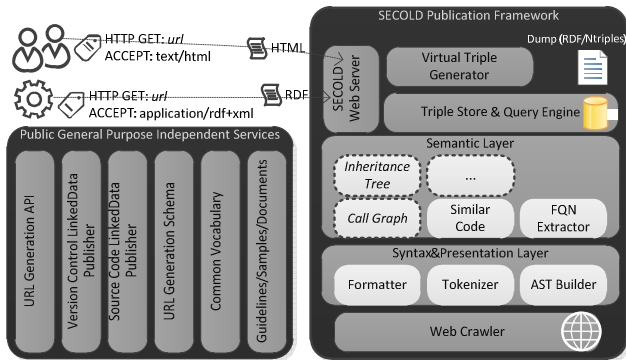 SECOLD Publication Framework
HTTP GET: url
ACCEPT: text/html
HTML
HTTP GET: url
ACCEPT: application/rdf+xml
RDF
SECOLD
Web Server
Virtual Triple
Generator
Dump (RDF/Ntriples)
Triple Store & Query Engine
Public General Purpose Independent Services
URL Generation API
Version Control LinkedData
Publisher
Source Code LinkedData
Publisher
URL Generation Schema
Common Vocabulary
Guidelines/Samples/Documents
Semantic Layer
Inheritance
Tree
...
Call Graph
Similar
Code
FQN
Extractor
Syntax&Presentation Layer
Formatter
Tokenizer
AST Builder
Web Crawler